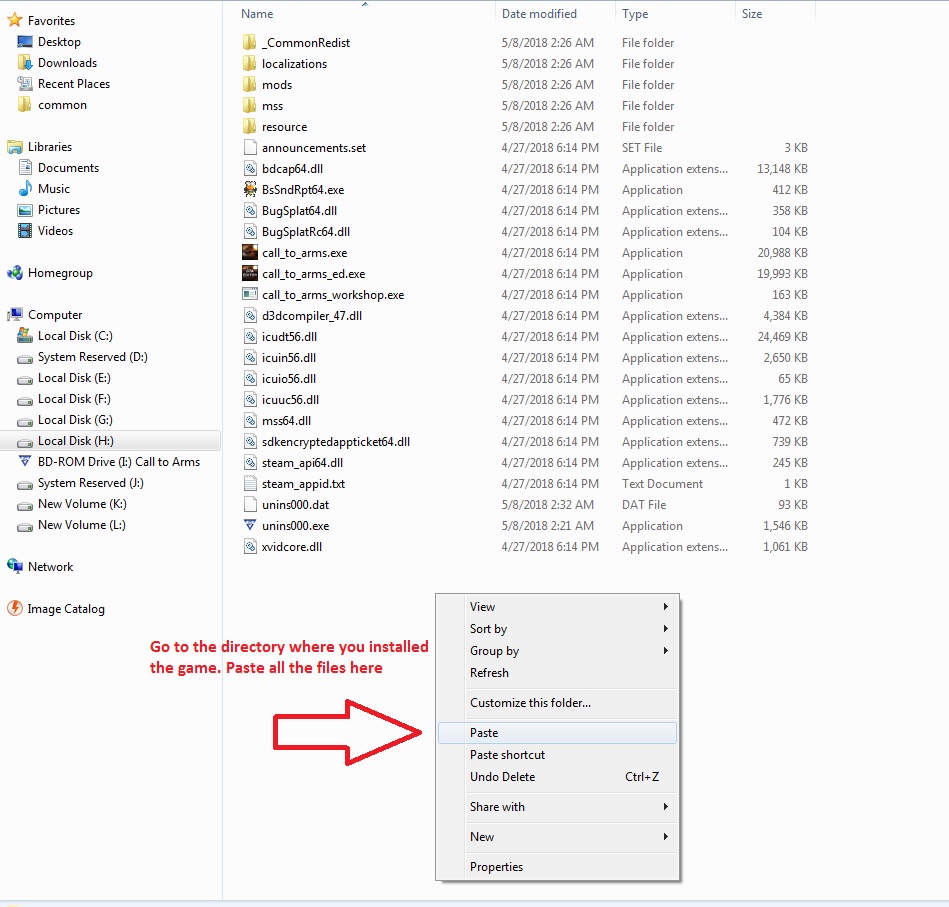 Favorites
Desktop
Downloads
Recent Places
common
Libraries
Documents
Music
Pictures
Videos
Homegroup
Computer
Local Disk (C:)
System Reserved (D:)
Local Disk (E:)
Local Disk (F:)
Local Disk (G:)
Local Disk (H:)
BD-ROM Drive (I:) Call to Arms
System Reserved (J:)
New Volume (K:)
New Volume (L:)
Network
Image Catalog
Name Date modified Type Size
_CommonRedist 5/8/2018 2:26 AM File folder
localizations 5/8/2018 2:26 AM File folder
mods 5/8/2018 2:26 AM File folder
mss 5/8/2018 2:26 AM File folder
resource 5/8/2018 2:26 AM File folder
announcements.set 4/27/2018 6:14 PM SET File 3 KB
bdcap64.dll 4/27/2018 6:14 PM Application extens... 13,148 KB
BsSndRpt64.exe 4/27/2018 6:14 PM Application 412 KB
BugSplat64.dll 4/27/2018 6:14 PM Application extens... 358 KB
BugSplatRc64.dll 4/27/2018 6:14 PM Application extens... 104 KB
call_to_arms.exe 4/27/2018 6:14 PM Application 20,988 KB
call_to_arms_ed.exe 4/27/2018 6:14 PM Application 19,993 KB
call_to_arms_workshop.exe 4/27/2018 6:14 PM Application 163 KB
d3dcompiler_47.dll 4/27/2018 6:14 PM Application extens... 4,384 KB
icudt56.dll 4/27/2018 6:14 PM Application extens... 24,469 KB
icuin56.dll 4/27/2018 6:14 PM Application extens... 2,650 KB
icuio56.dll 4/27/2018 6:14 PM Application extens... 65 KB
icuuc56.dll 4/27/2018 6:14 PM Application extens... 1,776 KB
mss64.dll 4/27/2018 6:14 PM Application extens... 472 KB
sdkencryptedappticket64.dll 4/27/2018 6:14 PM Application extens... 739 KB
steam_api64.dll 4/27/2018 6:14 PM Application extens... 245 KB
steam_appid.txt 4/27/2018 6:14 PM Text Document 1 KB
unins000.dat 5/8/2018 2:32 AM DAT File 93 KB
unins000.exe 5/8/2018 2:21 AM Application 1,546 KB
xvidcore.dll 4/27/2018 6:14 PM Application extens... 1,061 KB
Go to the directory where you installed
the game. Paste all the files here
View
Sort by
Group by
Refresh
Customize this folder...
Paste
Paste shortcut
Undo Delete Ctrl+Z
Share with
New
Properties